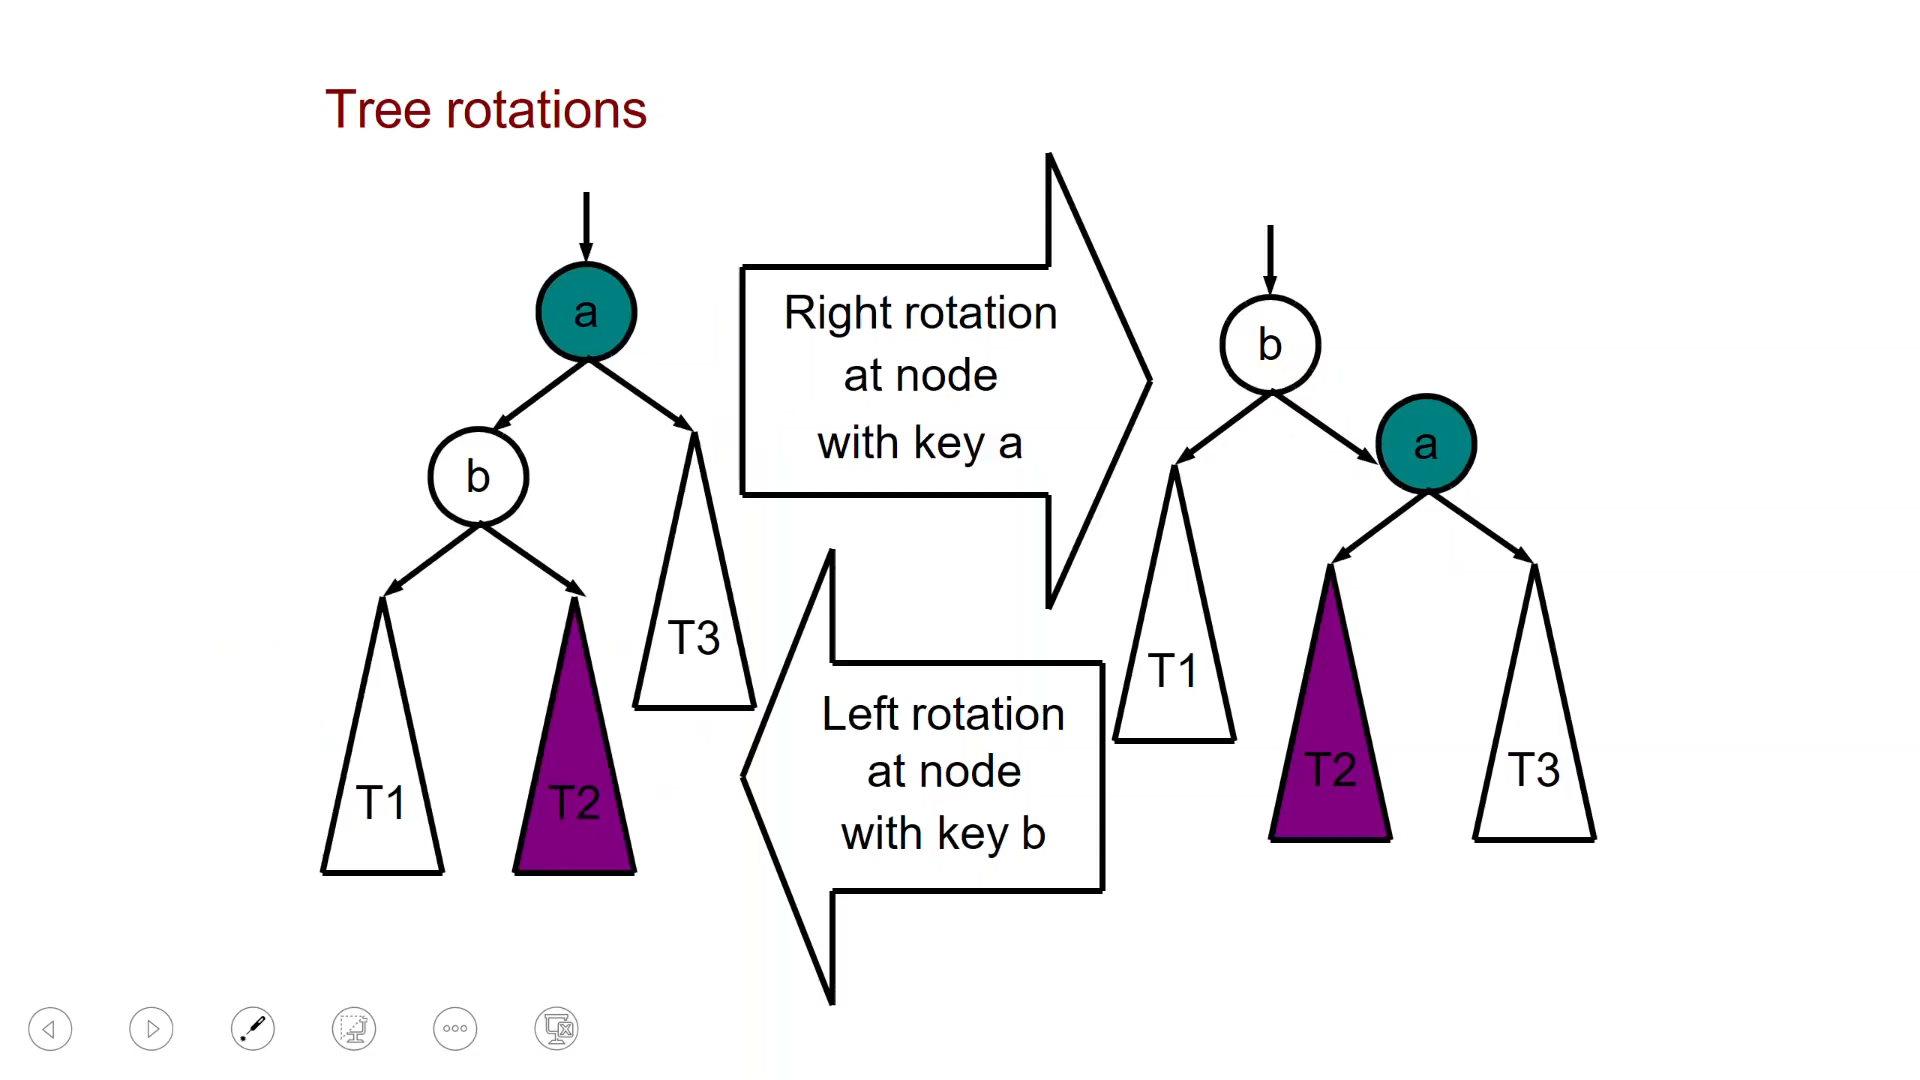 Tree rotations
a
b
T1
T2
T3
Right rotation
at node
with key a
Left rotation
at node
with key b
b
a
T1
T2
T3